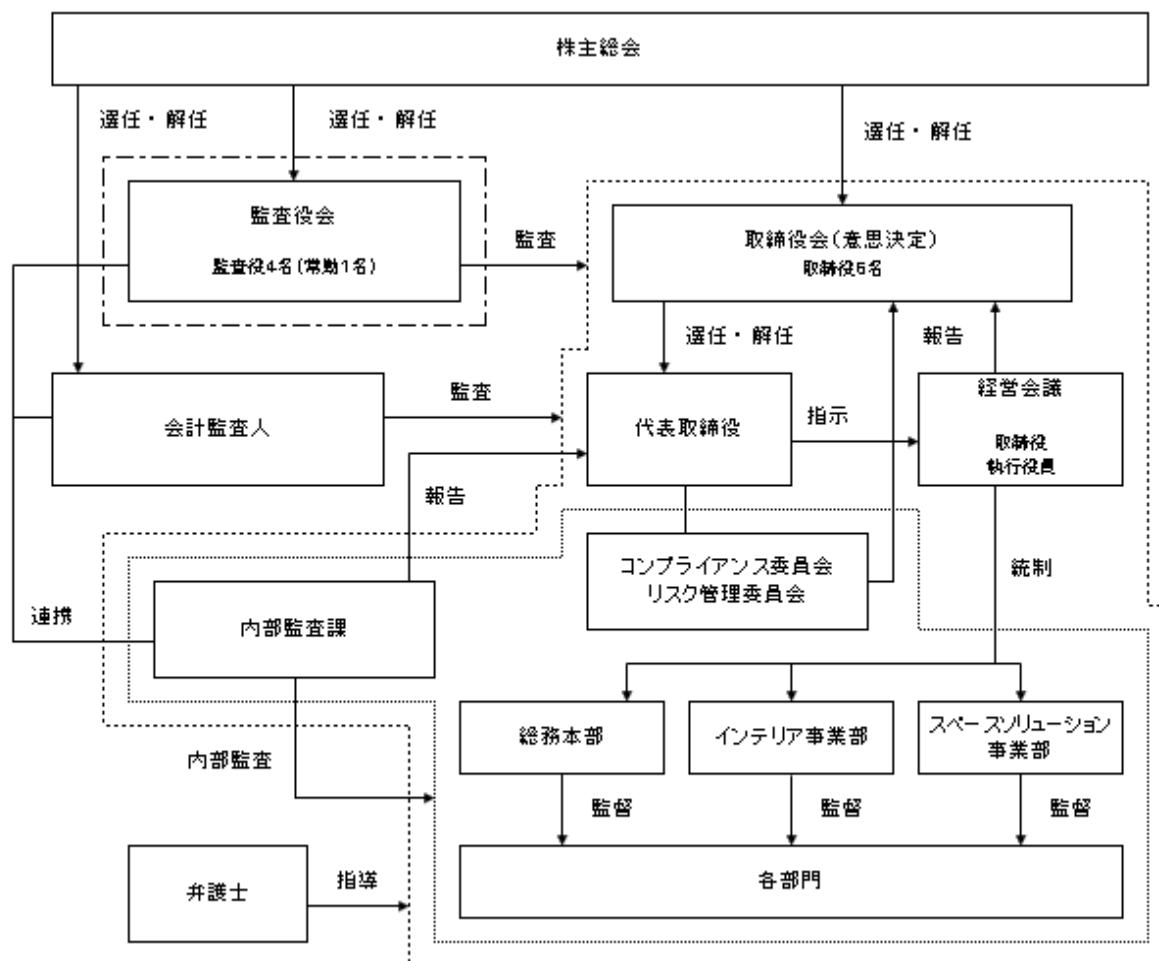 株主総会
選任・解任
選任・解任
選任・解任
監査役会
監査役4名(常勤1名)
監査
取締役会(意思決定)
取締役6名
選任・解任
報告
会計監査人
監査
代表取締役
指示
経営会議
取締役
執行役員
報告
コンプライアンス委員会
リスク管理委員会
統制
連携
内部監査課
総務本部
インテリア事業部
スペースソリューション
事業部
内部監査
監督
監督
監督
弁護士
指導
各部門